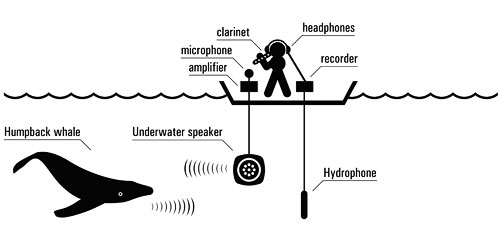 clarinet
headphones
microphone
recorder
amplifier
Humpback whale
Underwater speaker
Hydrophone